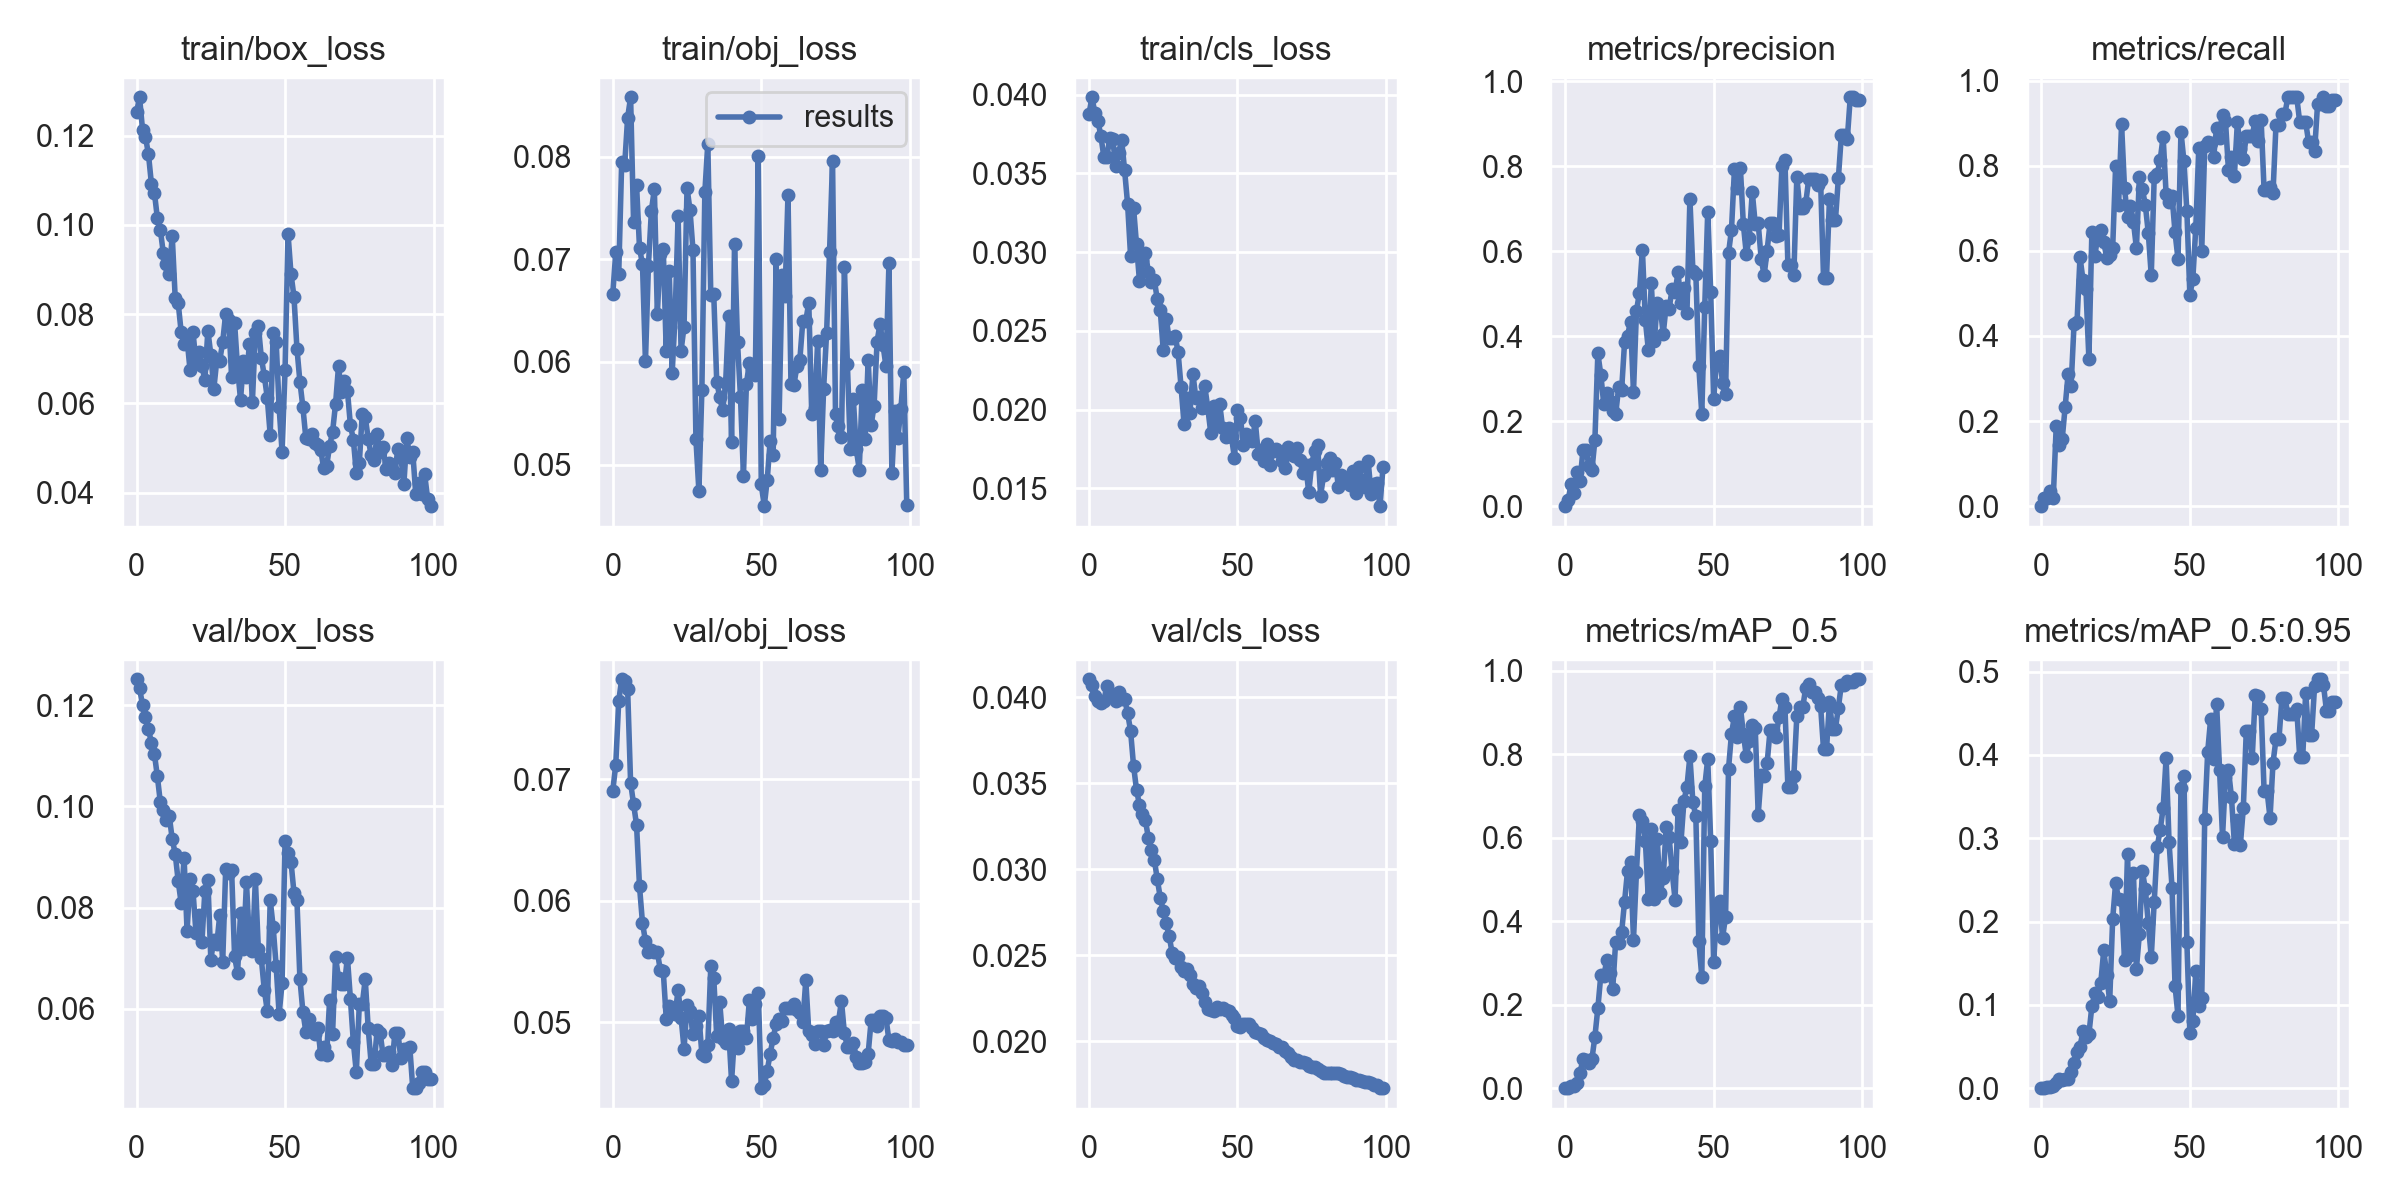 train/box_loss
0.12
0.10
0.08
0.06
0.04
0 50 100
train/obj_loss
results
0.08
0.07
0.06
0.05
0 50 100
train/cls_loss
0.040
0.035
0.030
0.025
0.020
0.015
0 50 100
metrics/precision
1.0
0.8
0.6
0.4
0.2
0.0
0 50 100
metrics/recall
1.0
0.8
0.6
0.4
0.2
0.0
0 50 100
val/box_loss
0.12
0.10
0.08
0.06
0 50 100
val/obj_loss
0.07
0.06
0.05
0 50 100
val/cls_loss
0.040
0.035
0.030
0.025
0.020
0 50 100
metrics/mAP_0.5
1.0
0.8
0.6
0.4
0.2
0.0
0 50 100
metrics/mAP_0.5:0.95
0.5
0.4
0.3
0.2
0.1
0.0
0 50 100